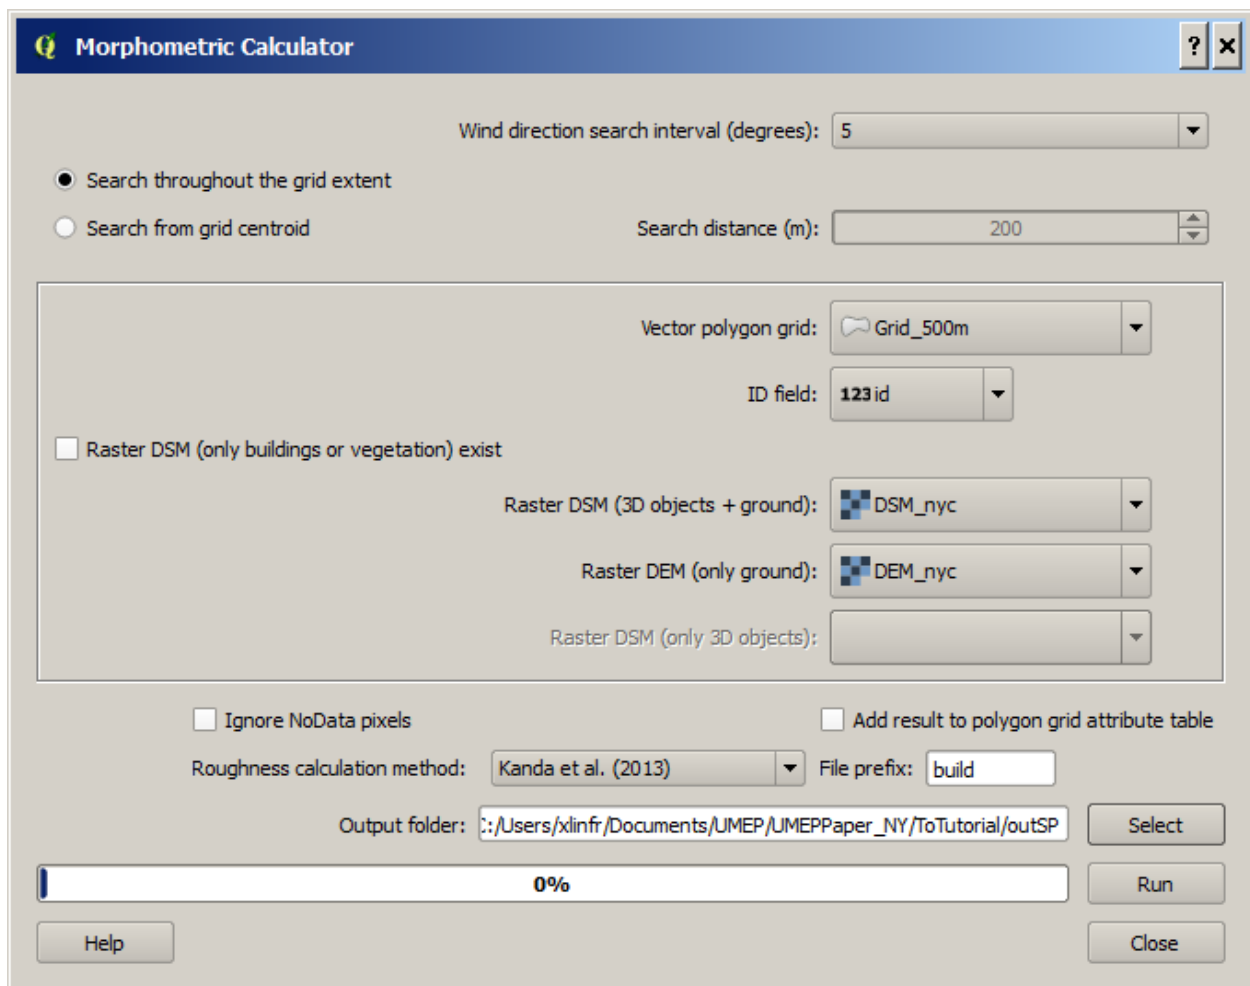 Morphometric Calculator ? ×
Wind direction search interval (degrees): 5
Search throughout the grid extent
Search from grid centroid Search distance (m): 200
Vector polygon grid: Grid_500m
ID field: 123 id
Raster DSM (only buildings or vegetation) exist
Raster DSM (3D objects + ground): DSM_nyc
Raster DEM (only ground): DEM_nyc
Raster DSM (only 3D objects):
Ignore NoData pixels Add result to polygon grid attribute table
Roughness calculation method: Kanda et al. (2013) File prefix: build
Output folder: :/Users/xlinfr/Documents/UMEP/UMEPPaper_NY/ToTutorial/outSP Select
0% Run
Help Close